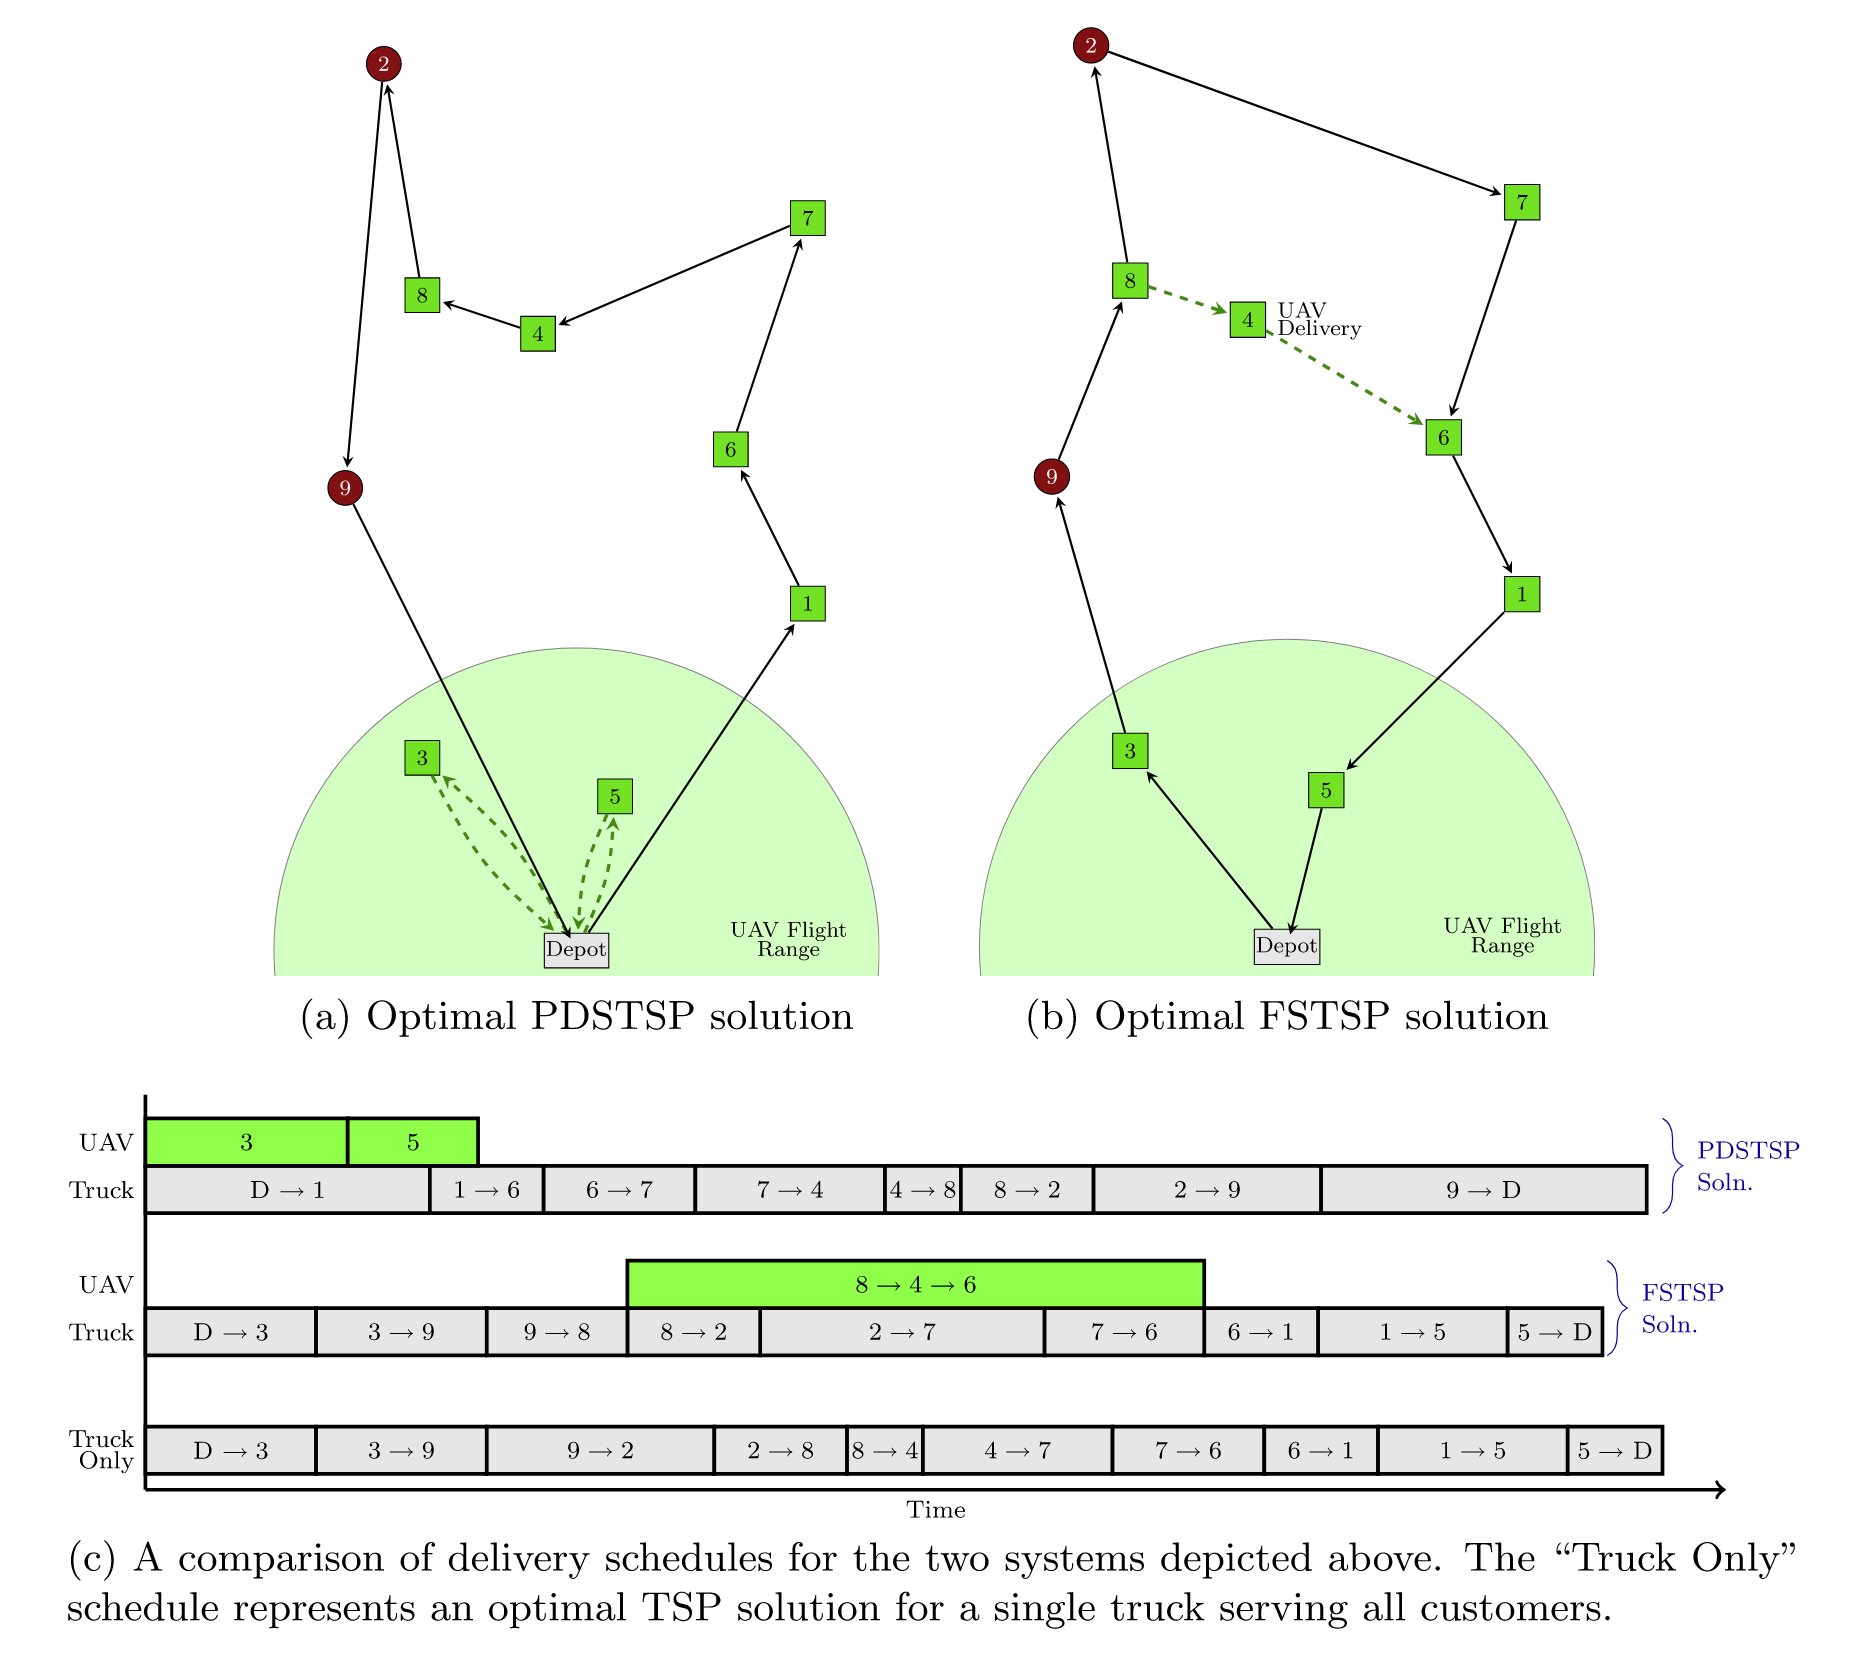 2
7
8
4
6
9
1
3
5
Depot
UAV Flight
Range
(a) Optimal PDSTSP solution
2
7
8
4
UAV
Delivery
6
9
1
3
5
Depot
UAV Flight
Range
(b) Optimal FSTSP solution
UAV 3 5
Truck D → 1 1 → 6 6 → 7 7 → 4 4 → 8 8 → 2 2 → 9 9 → D
PDSTSP
Soln.
UAV 8 → 4 → 6
Truck D → 3 3 → 9 9 → 8 8 → 2 2 → 7 7 → 6 6 → 1 1 → 5 5 → D
FSTSP
Soln.
Truck
Only
D → 3 3 → 9 9 → 2 2 → 8 8 → 4 4 → 7 7 → 6 6 → 1 1 → 5 5 → D
Time
(c) A comparison of delivery schedules for the two systems depicted above. The “Truck Only”
schedule represents an optimal TSP solution for a single truck serving all customers.